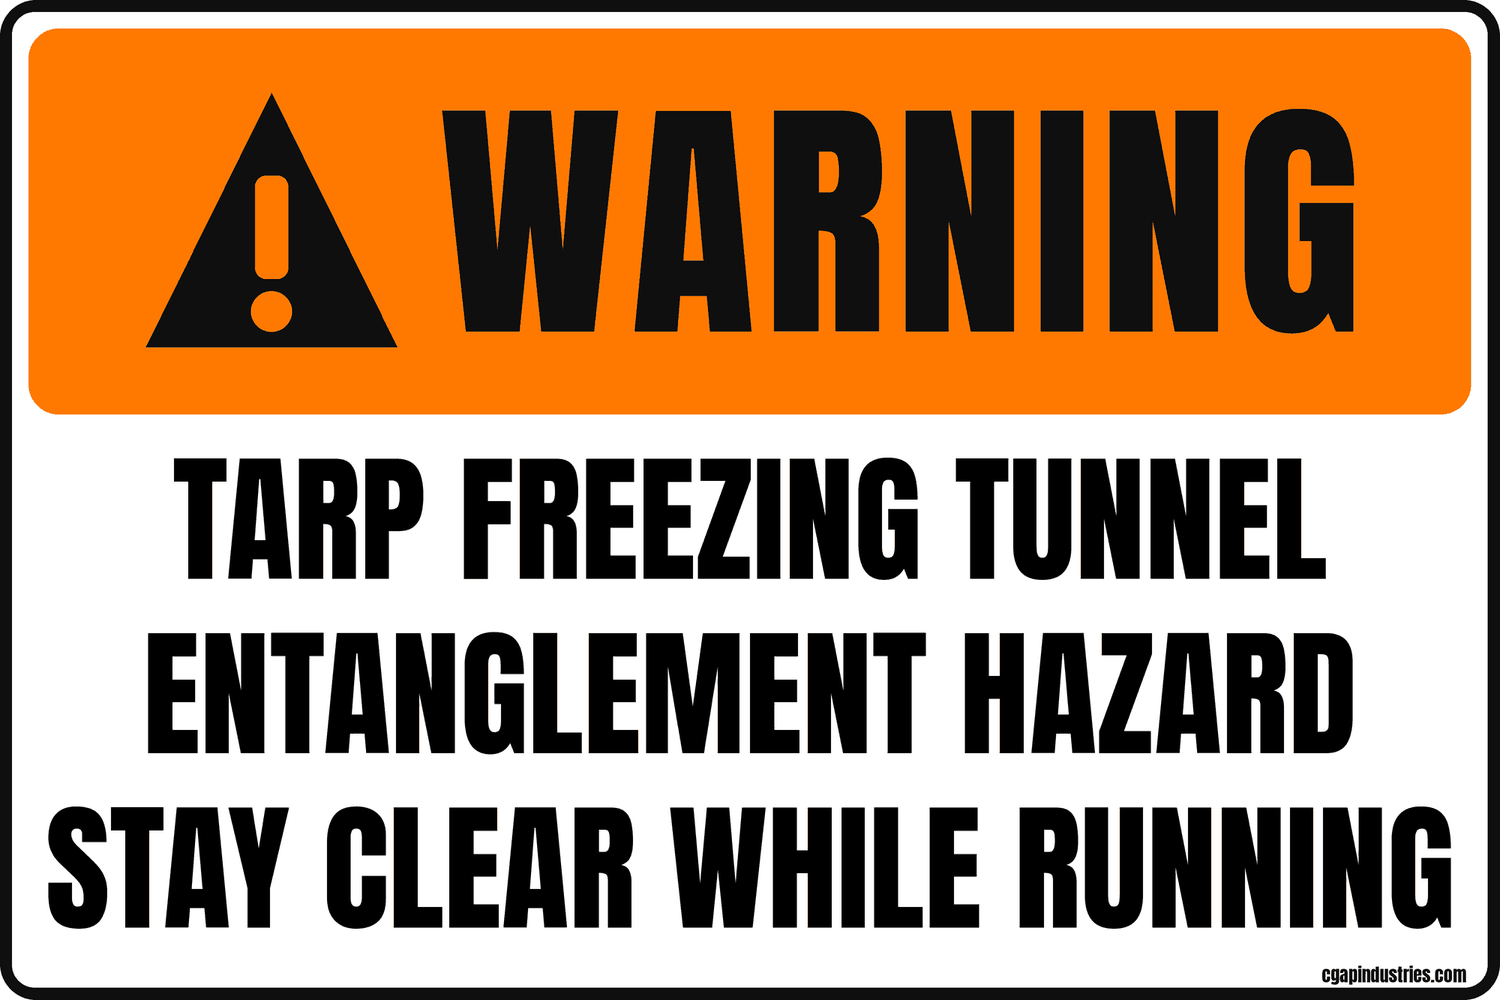 WARNING
TARP FREEZING TUNNEL
ENTANGLEMENT HAZARD
STAY CLEAR WHILE RUNNING
cgapindustries.com